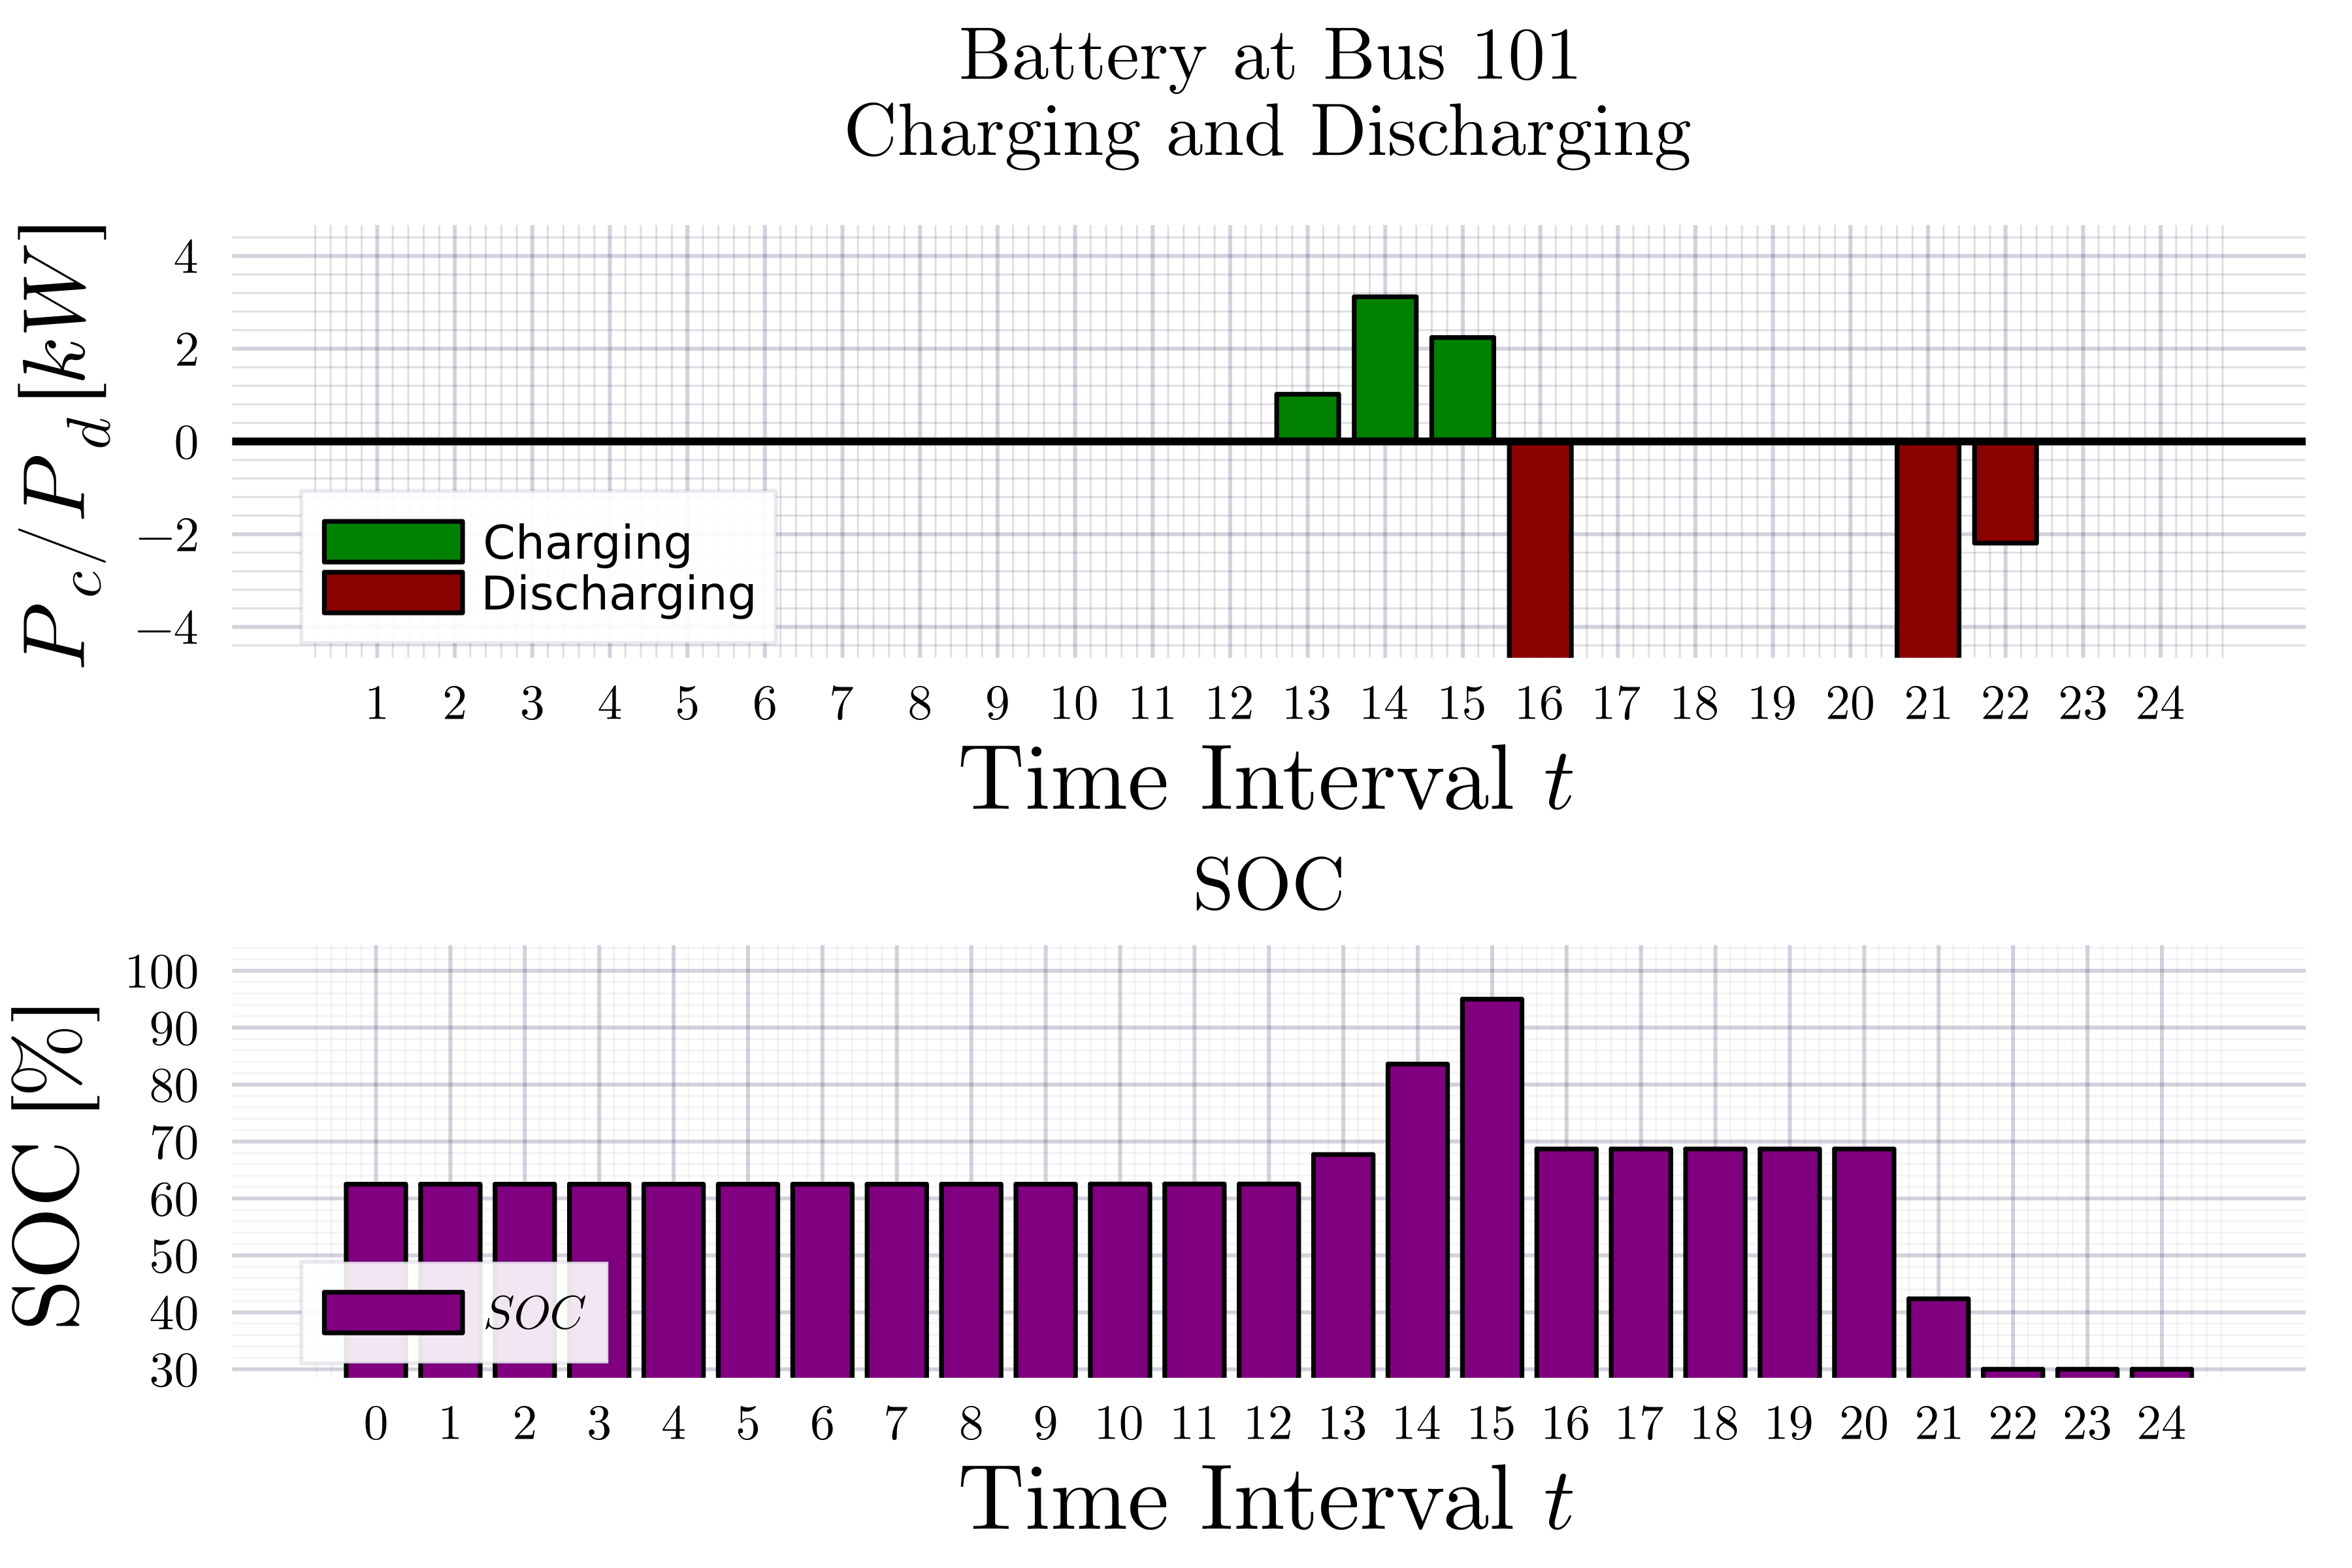 Battery at Bus 101
Charging and Discharging
P_c/P_d [kW]
4
2
0
−2
−4
Charging
Discharging
1 2 3 4 5 6 7 8 9 10 11 12 13 14 15 16 17 18 19 20 21 22 23 24
Time Interval t
SOC
SOC [%]
100
90
80
70
60
50
40
30
SOC
0 1 2 3 4 5 6 7 8 9 10 11 12 13 14 15 16 17 18 19 20 21 22 23 24
Time Interval t